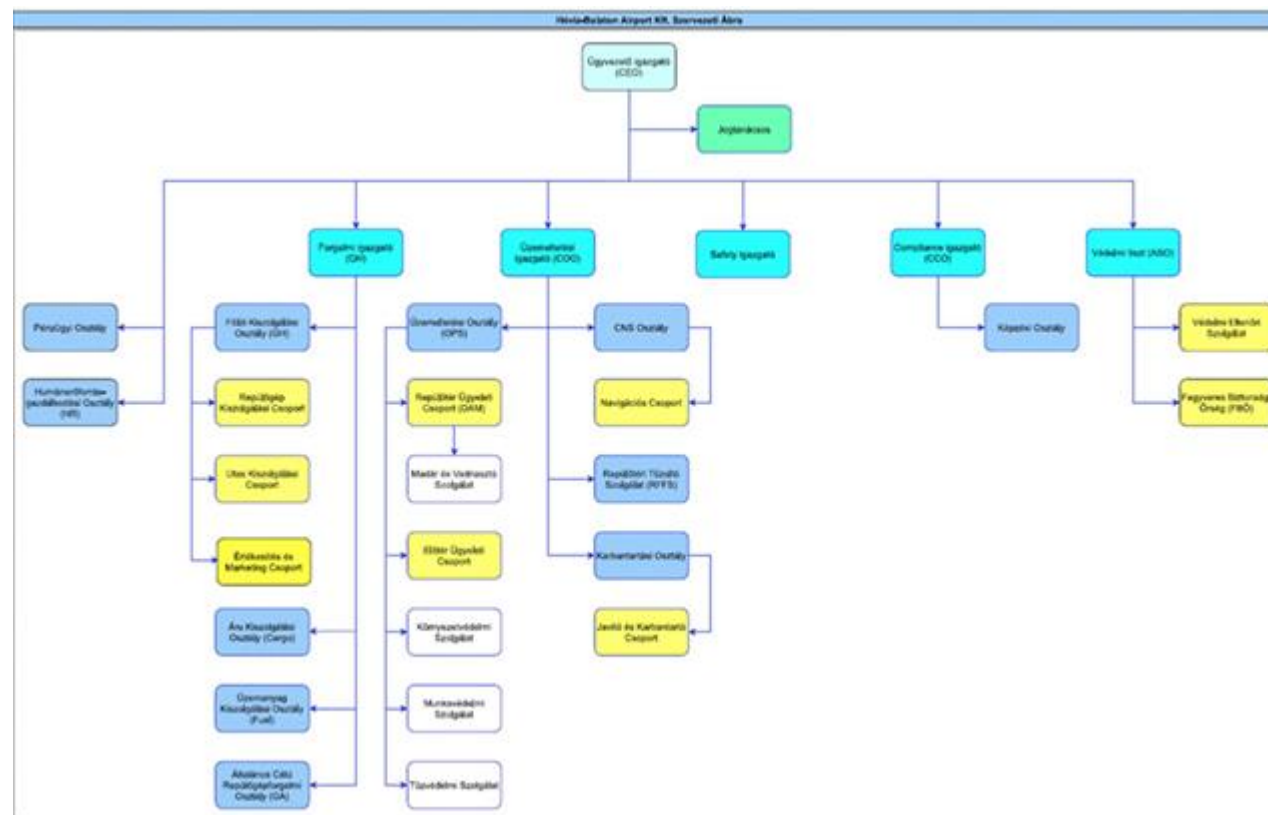 Hévíz-Balaton Airport Kft. Szervezeti Ábra
Ügyvezető igazgató
(CEO)
Jogtanácsos
Forgalmi igazgató
(GH)
Üzemeltetési
Igazgató (COO)
Safety Igazgató
Compliance igazgató
(CCO)
Védelmi tiszt (ASO)
Pénzügyi Osztály
Földi Kiszolgálási
Osztály (GH)
Üzemeltetési Osztály
(OPS)
CNS Osztály
Képzési Osztály
Védelmi Ellenőri
Szolgálat
Humánerőforrás-
gazdálkodási Osztály
(HR)
Repülőgép
Kiszolgálási Csoport
Repülőtér Ügyeleti
Csoport (OAM)
Navigációs Csoport
Fegyveres Biztonsági
Őrség (FBŐ)
Utas Kiszolgálási
Csoport
Madár és Vadriasztó
Szolgálat
Repülőtéri Tűzoltó
Szolgálat (RFFS)
Értékesítés és
Marketing Csoport
Előtér Ügyeleti
Csoport
Karbantartási Osztály
Áru Kiszolgálási
Osztály (Cargo)
Környezetvédelmi
Szolgálat
Javító és Karbantartó
Csoport
Üzemanyag
Kiszolgálási Osztály
(Fuel)
Munkavédelmi
Szolgálat
Általános Célú
Repülőgépforgalmi
Osztály (GA)
Tűzvédelmi Szolgálat